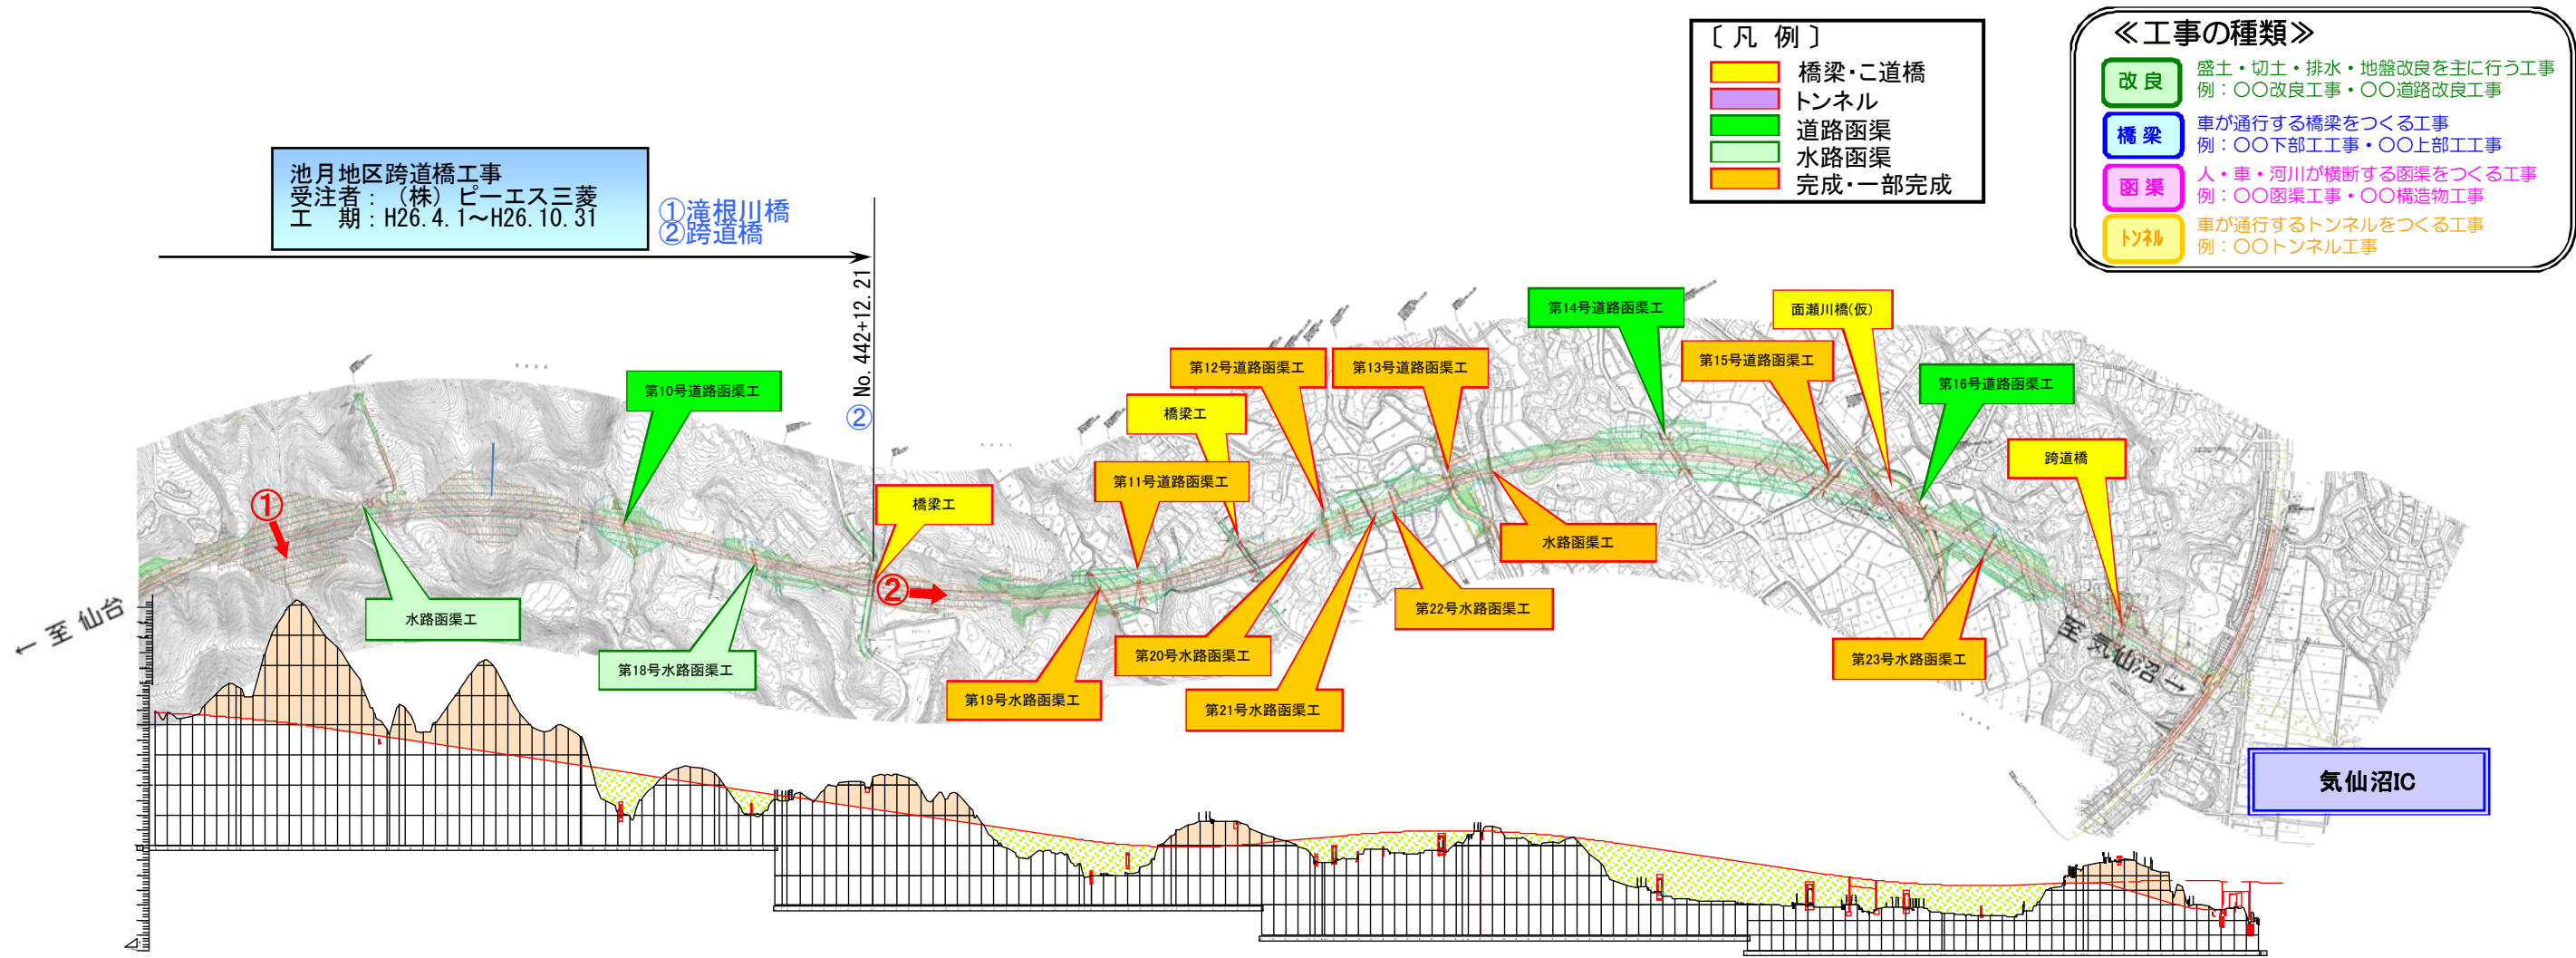 〔 凡 例 〕
橋梁・こ道橋
トンネル
道路函渠
水路函渠
完成・一部完成
≪工事の種類≫
改良
盛土・切土・排水・地盤改良を主に行う工事
例：〇〇改良工事・〇〇道路改良工事
橋梁
車が通行する橋梁をつくる工事
例：〇〇下部工工事・〇〇上部工工事
函渠
人・車・河川が横断する函渠をつくる工事
例：〇〇函渠工事・〇〇構造物工事
トンネル
車が通行するトンネルをつくる工事
例：〇〇トンネル工事
池月地区跨道橋工事
受注者：（株）ピーエス三菱
工　期：H26.4.1～H26.10.31
①滝根川橋
②跨道橋
No.442+12.21
②
第10号道路函渠工
橋梁工
第12号道路函渠工
第13号道路函渠工
第14号道路函渠工
第15号道路函渠工
面瀬川橋(仮)
第16号道路函渠工
跨道橋
第11号道路函渠工
橋梁工
①
②
水路函渠工
水路函渠工
第18号水路函渠工
第19号水路函渠工
第20号水路函渠工
第21号水路函渠工
第22号水路函渠工
第23号水路函渠工
←至 仙台
至 気仙沼→
気仙沼IC